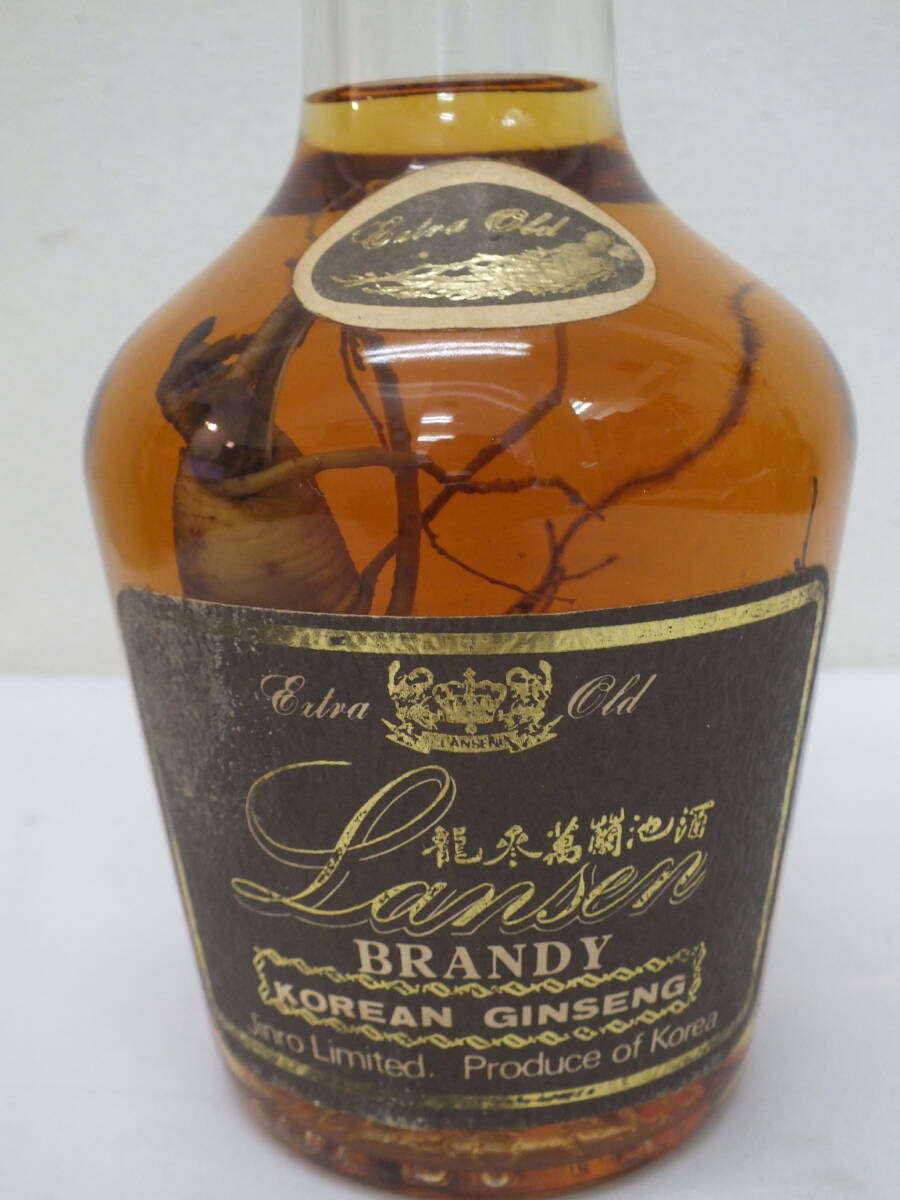 Extra Old
Extra Old
LANSEN
龍参萬蘭池酒
Lansen
BRANDY
KOREAN GINSENG
Jinro Limited. Produce of Korea